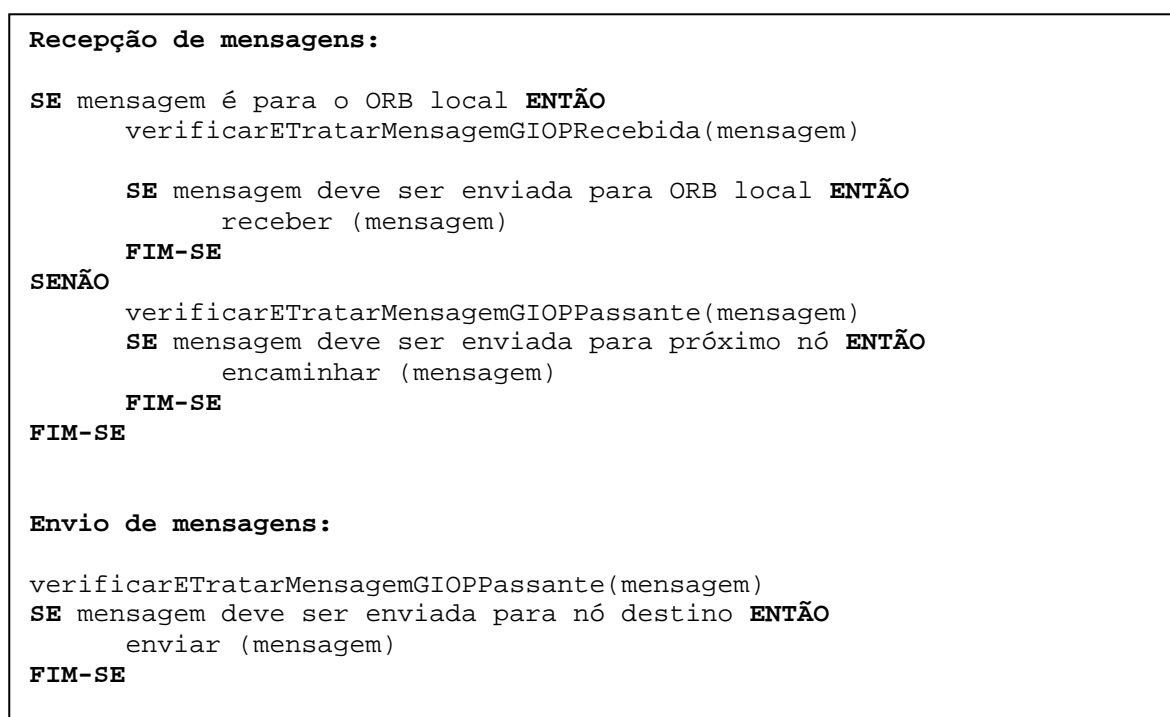 Recepção de mensagens:
SE mensagem é para o ORB local ENTÃO
verificarETratarMensagemGIOPRecebida(mensagem)
SE mensagem deve ser enviada para ORB local ENTÃO
receber (mensagem)
FIM-SE
SENÃO
verificarETratarMensagemGIOPPassante(mensagem)
SE mensagem deve ser enviada para próximo nó ENTÃO
encaminhar (mensagem)
FIM-SE
FIM-SE
Envio de mensagens:
verificarETratarMensagemGIOPPassante(mensagem)
SE mensagem deve ser enviada para nó destino ENTÃO
enviar (mensagem)
FIM-SE